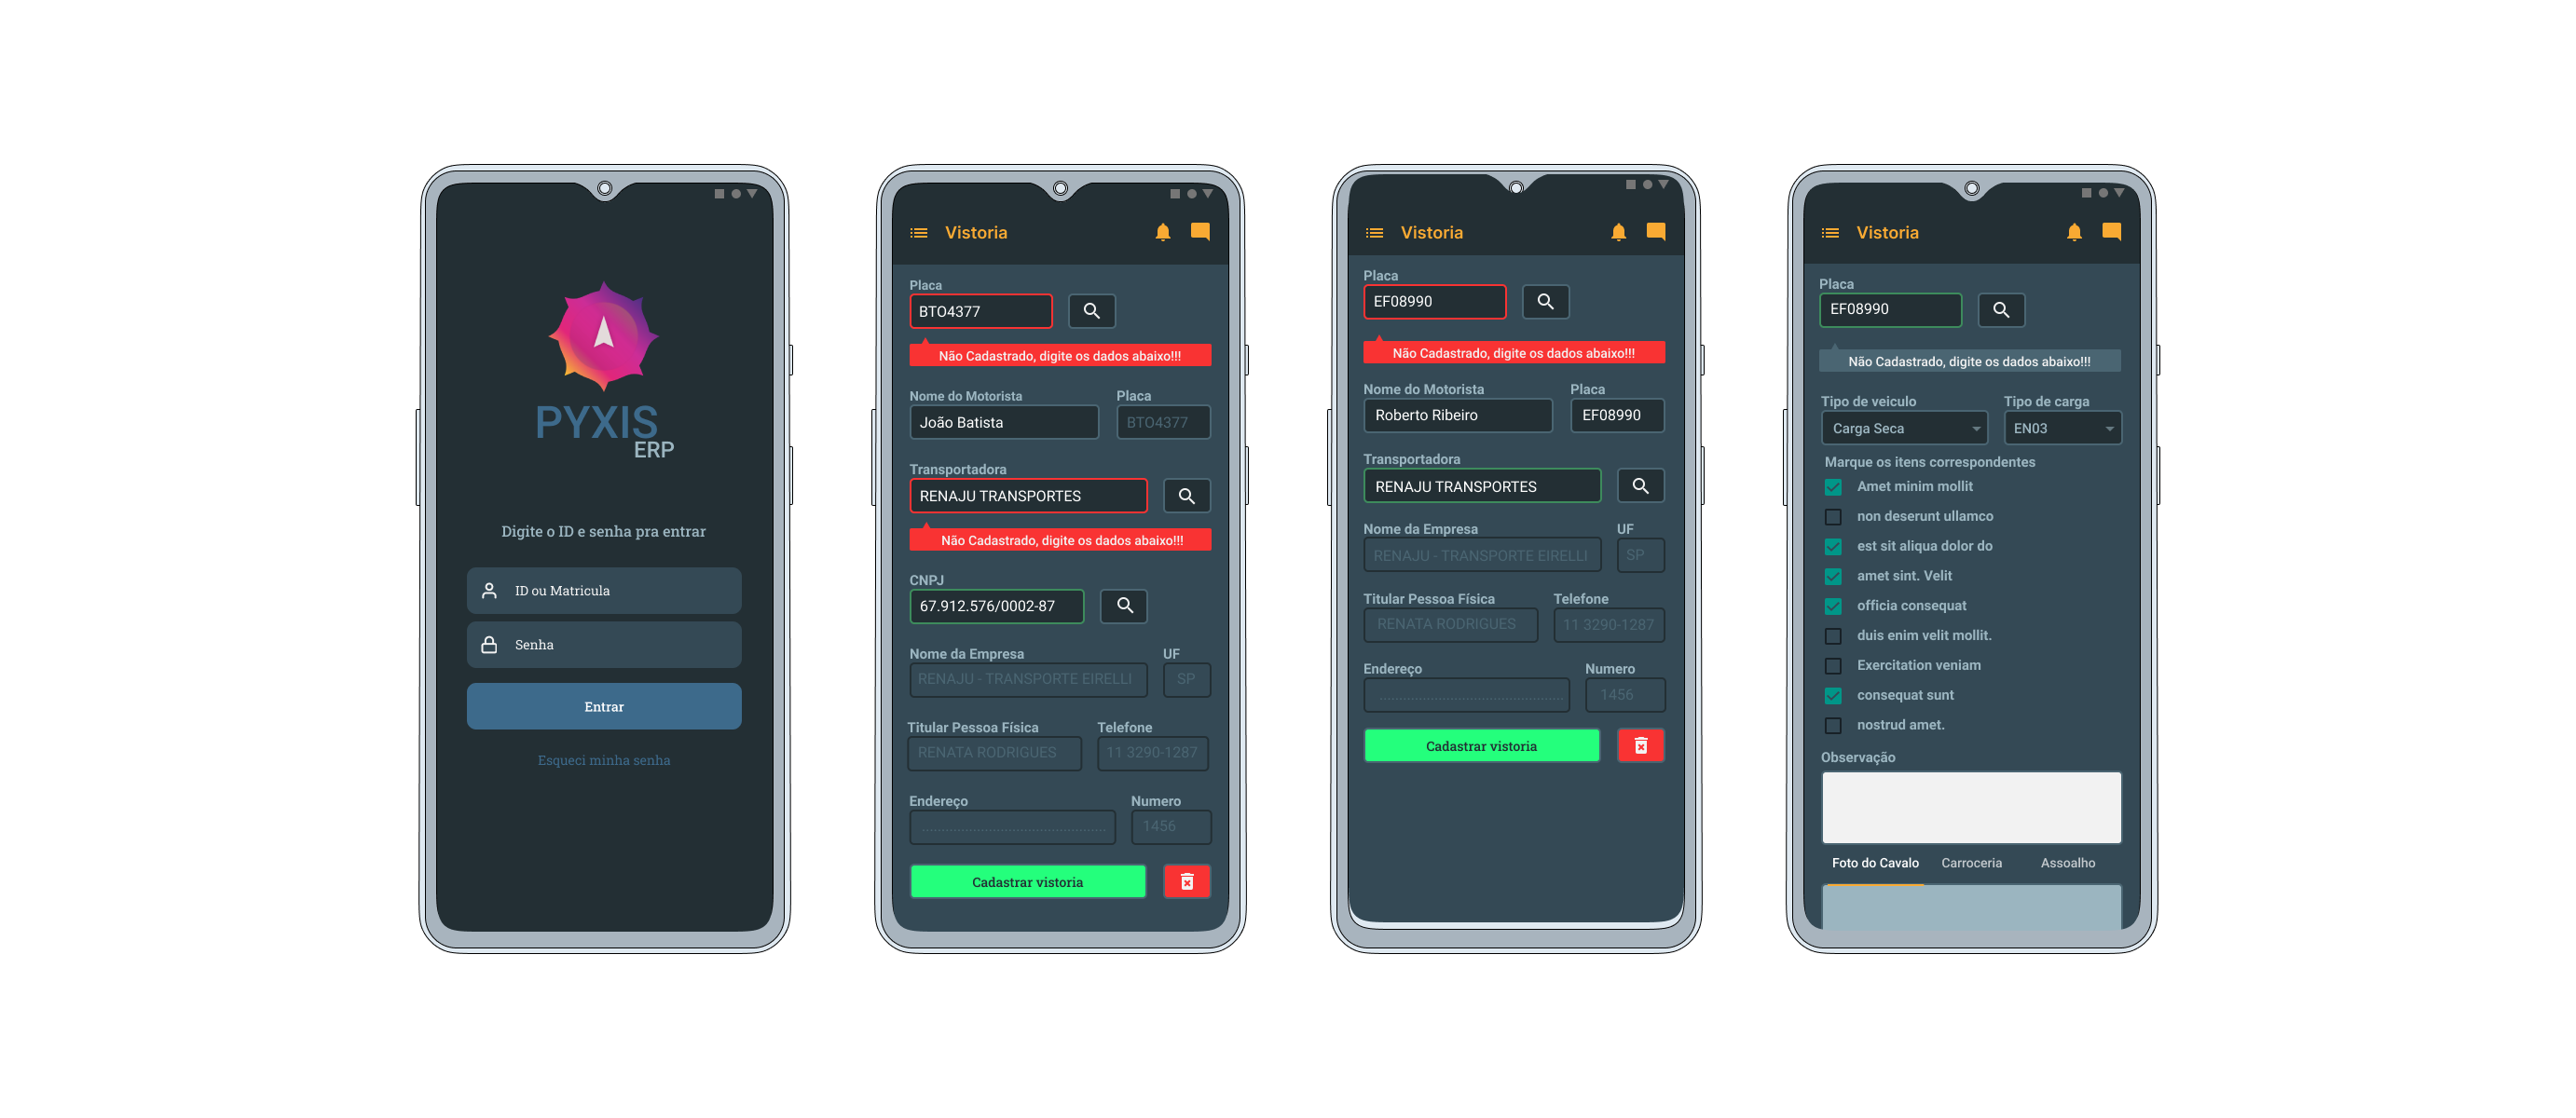 PYXIS
ERP
Digite o ID e senha pra entrar
ID ou Matricula
Senha
Entrar
Esqueci minha senha
Vistoria
Placa
BTO4377
Não Cadastrado, digite os dados abaixo!!!
Nome do Motorista Placa
João Batista BTO4377
Transportadora
RENAJU TRANSPORTES
Não Cadastrado, digite os dados abaixo!!!
CNPJ
67.912.576/0002-87
Nome da Empresa UF
RENAJU - TRANSPORTE EIRELLI SP
Titular Pessoa Física Telefone
RENATA RODRIGUES 11 3290-1287
Endereço Numero
1456
Cadastrar vistoria
Vistoria
Placa
EF08990
Não Cadastrado, digite os dados abaixo!!!
Nome do Motorista Placa
Roberto Ribeiro EF08990
Transportadora
RENAJU TRANSPORTES
Nome da Empresa UF
RENAJU - TRANSPORTE EIRELLI SP
Titular Pessoa Física Telefone
RENATA RODRIGUES 11 3290-1287
Endereço Numero
1456
Cadastrar vistoria
Vistoria
Placa
EF08990
Não Cadastrado, digite os dados abaixo!!!
Tipo de veiculo Tipo de carga
Carga Seca EN03
Marque os itens correspondentes
Amet minim mollit
non deserunt ullamco
est sit aliqua dolor do
amet sint. Velit
officia consequat
duis enim velit mollit.
Exercitation veniam
consequat sunt
nostrud amet.
Observação
Foto do Cavalo Carroceria Assoalho